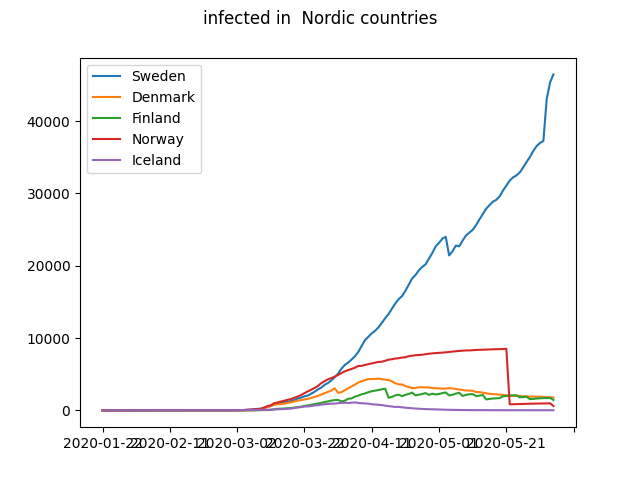 infected in  Nordic countries
Sweden
Denmark
Finland
Norway
Iceland
40000
30000
20000
10000
0
2020-01-22
2020-02-11
2020-03-02
2020-03-22
2020-04-11
2020-05-01
2020-05-21